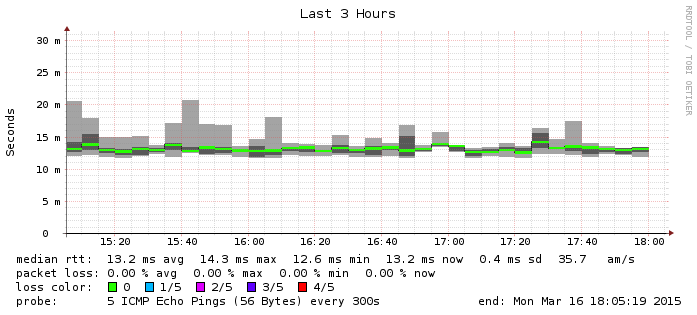 Last 3 Hours
RRDTOOL / TOBI OETIKER
Seconds
30 m
25 m
20 m
15 m
10 m
5 m
0
15:20 15:40 16:00 16:20 16:40 17:00 17:20 17:40 18:00
median rtt: 13.2 ms avg 14.3 ms max 12.6 ms min 13.2 ms now 0.4 ms sd 35.7 am/s
packet loss: 0.00 % avg 0.00 % max 0.00 % min 0.00 % now
loss color: 0 1/5 2/5 3/5 4/5
probe: 5 ICMP Echo Pings (56 Bytes) every 300s end: Mon Mar 16 18:05:19 2015